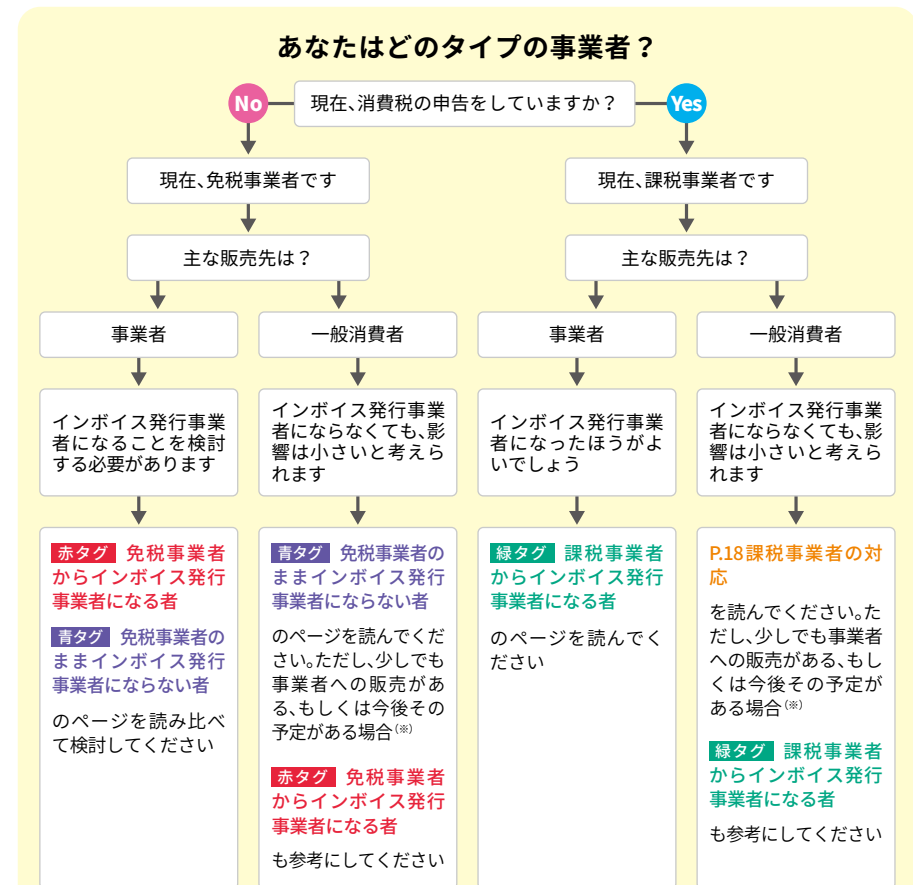 あなたはどのタイプの事業者？
No
現在、消費税の申告をしていますか？
Yes
現在、免税事業者です
現在、課税事業者です
主な販売先は？
主な販売先は？
事業者
一般消費者
事業者
一般消費者
インボイス発行事業
者になることを検討
する必要があります
インボイス発行事業
者にならなくても、影
響は小さいと考えら
れます
インボイス発行事業
者になったほうがよ
いでしょう
インボイス発行事業
者にならなくても、影
響は小さいと考えら
れます
赤タグ 免税事業者
からインボイス発行
事業者になる者
青タグ 免税事業者の
ままインボイス発行
事業者にならない者
のページを読み比べ
て検討してください
青タグ 免税事業者の
ままインボイス発行
事業者にならない者
のページを読んでくだ
さい。ただし、少しでも
事業者への販売があ
る、もしくは今後その
予定がある場合(※)
赤タグ 免税事業者
からインボイス発行
事業者になる者
も参考にしてください
緑タグ 課税事業者
からインボイス発行
事業者になる者
のページを読んでく
ださい
P.18課税事業者の対
応
を読んでください。た
だし、少しでも事業者
への販売がある、もし
くは今後その予定が
ある場合(※)
緑タグ 課税事業者
からインボイス発行
事業者になる者
も参考にしてください